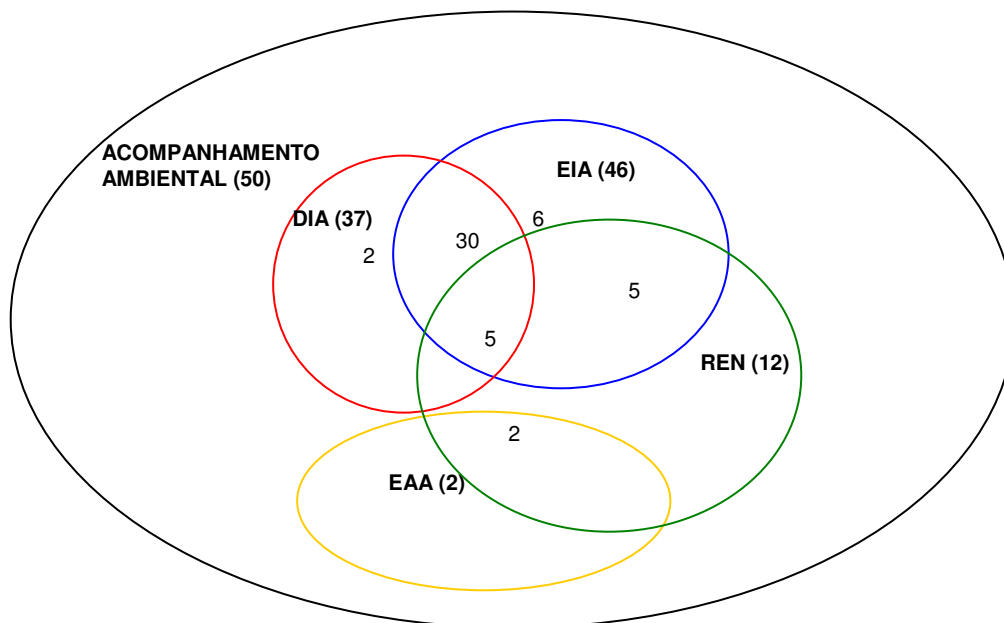 ACOMPANHAMENTO
AMBIENTAL (50)
EIA (46)
DIA (37)
6
30
2
5
5
REN (12)
2
EAA (2)